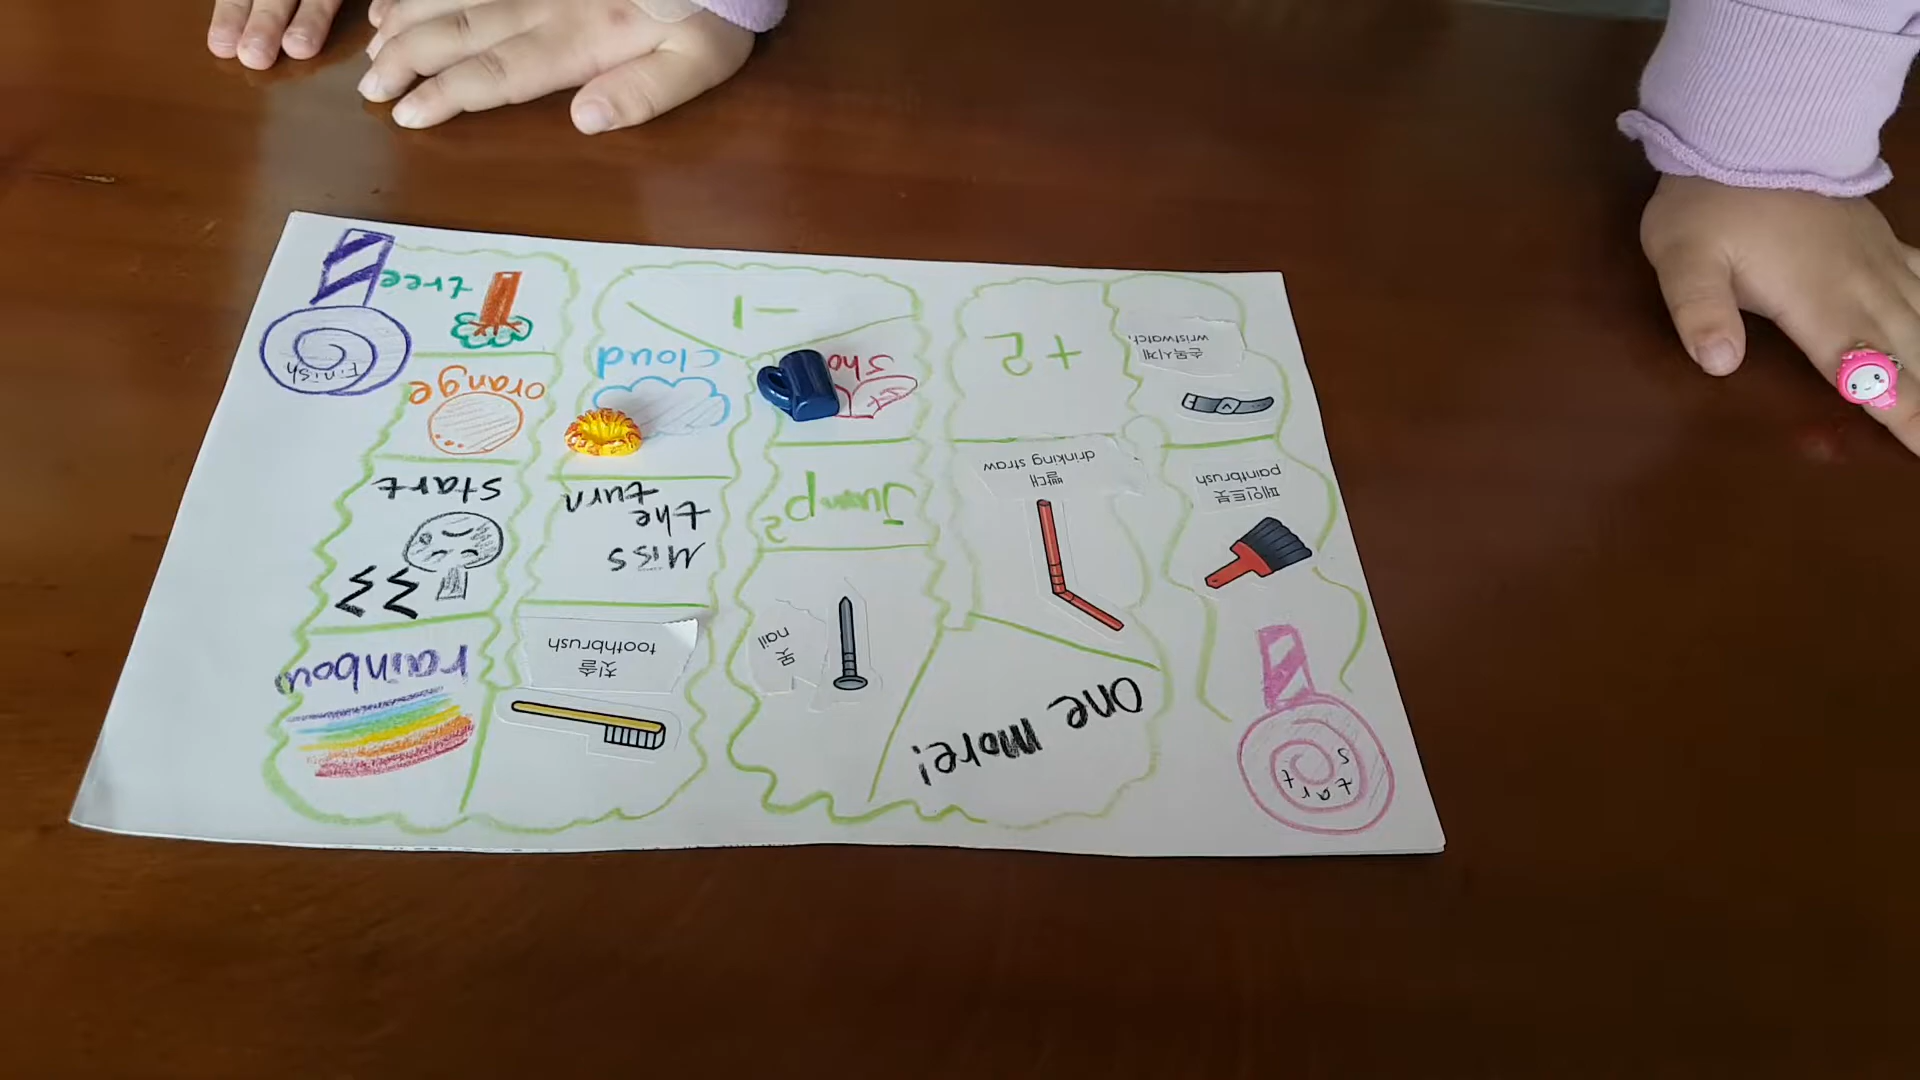 start
페인트붓
paintbrush
손목시계
wristwatch
+2
빨대
drinking straw
one more!
못
nail
Jump²
sho
-1
cloud
Miss
the
turn
칫솔
toothbrush
rainbow
start
orange
tree
Finish